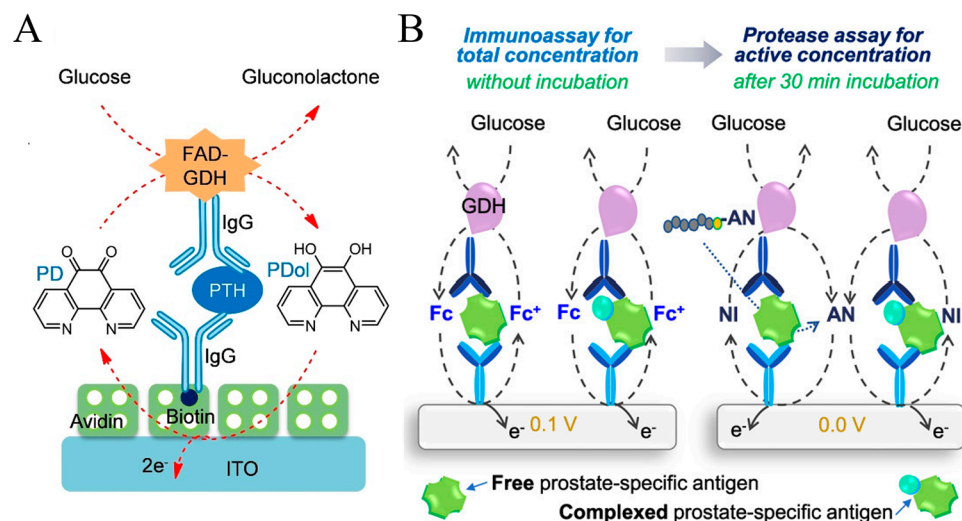 A
Glucose
Gluconolactone
FAD-
GDH
IgG
PD
O
O
N
N
PTH
PDol
HO
OH
N
N
IgG
Avidin
Biotin
2e-
ITO
B
Immunoassay for
total concentration
without incubation
Protease assay for
active concentration
after 30 min incubation
Glucose
Glucose
Glucose
Glucose
GDH
-AN
Fc
Fc+
Fc
Fc+
NI
AN
NI
e-
0.1 V
e-
e-
0.0 V
e-
Free prostate-specific antigen
Complexed prostate-specific antigen